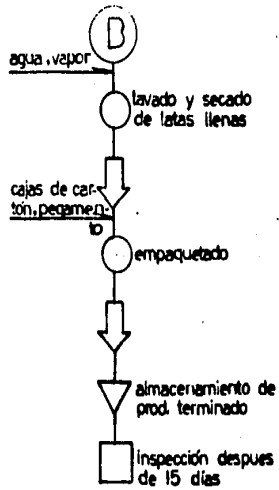 B
agua, vapor
lavado y secado
de latas llenas
cajas de car-
tón, pegamen-
to
empaquetado
almacenamiento de
prod. terminado
inspección despues
de 15 días